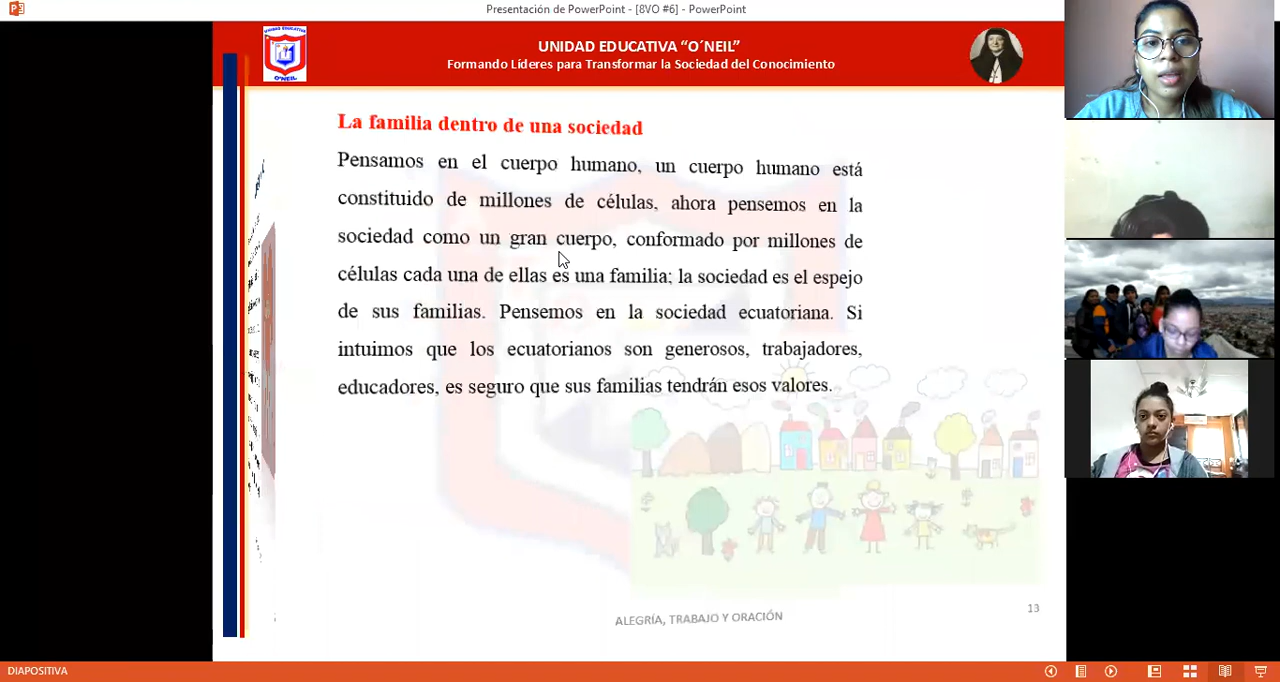 Presentación de PowerPoint - [8VO #6] - PowerPoint
UNIDAD EDUCATIVA
O´NEIL
UNIDAD EDUCATIVA “O´NEIL”
Formando Líderes para Transformar la Sociedad del Conocimiento
La familia dentro de una sociedad
Pensamos en el cuerpo humano, un cuerpo humano está
constituido de millones de células, ahora pensemos en la
sociedad como un gran cuerpo, conformado por millones de
células cada una de ellas es una familia; la sociedad es el espejo
de sus familias. Pensemos en la sociedad ecuatoriana. Si
intuimos que los ecuatorianos son generosos, trabajadores,
educadores, es seguro que sus familias tendrán esos valores.
ALEGRÍA, TRABAJO Y ORACIÓN
13
DIAPOSITIVA